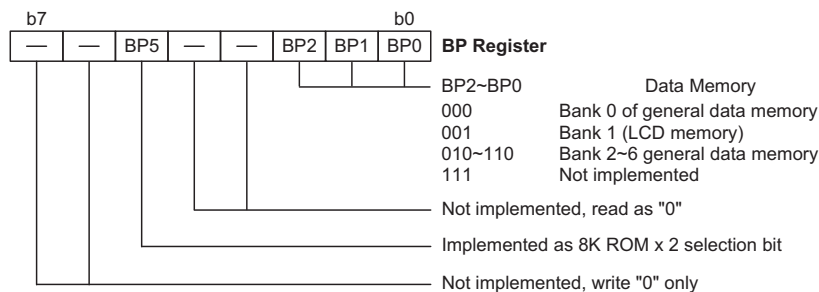 b7 b0
— — BP5 — — BP2 BP1 BP0 BP Register
BP2~BP0 Data Memory
000 Bank 0 of general data memory
001 Bank 1 (LCD memory)
010~110 Bank 2~6 general data memory
111 Not implemented
Not implemented, read as "0"
Implemented as 8K ROM x 2 selection bit
Not implemented, write "0" only